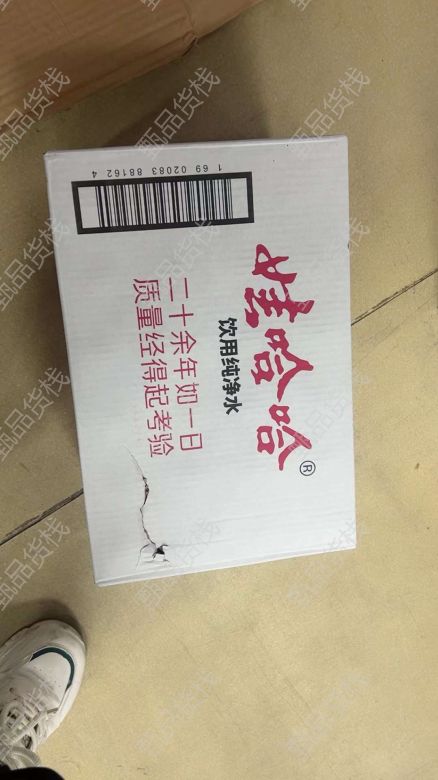 娃哈哈®
饮用纯净水
二十余年如一日
质量经得起考验
1 69 02083 88162 4
甄品货栈